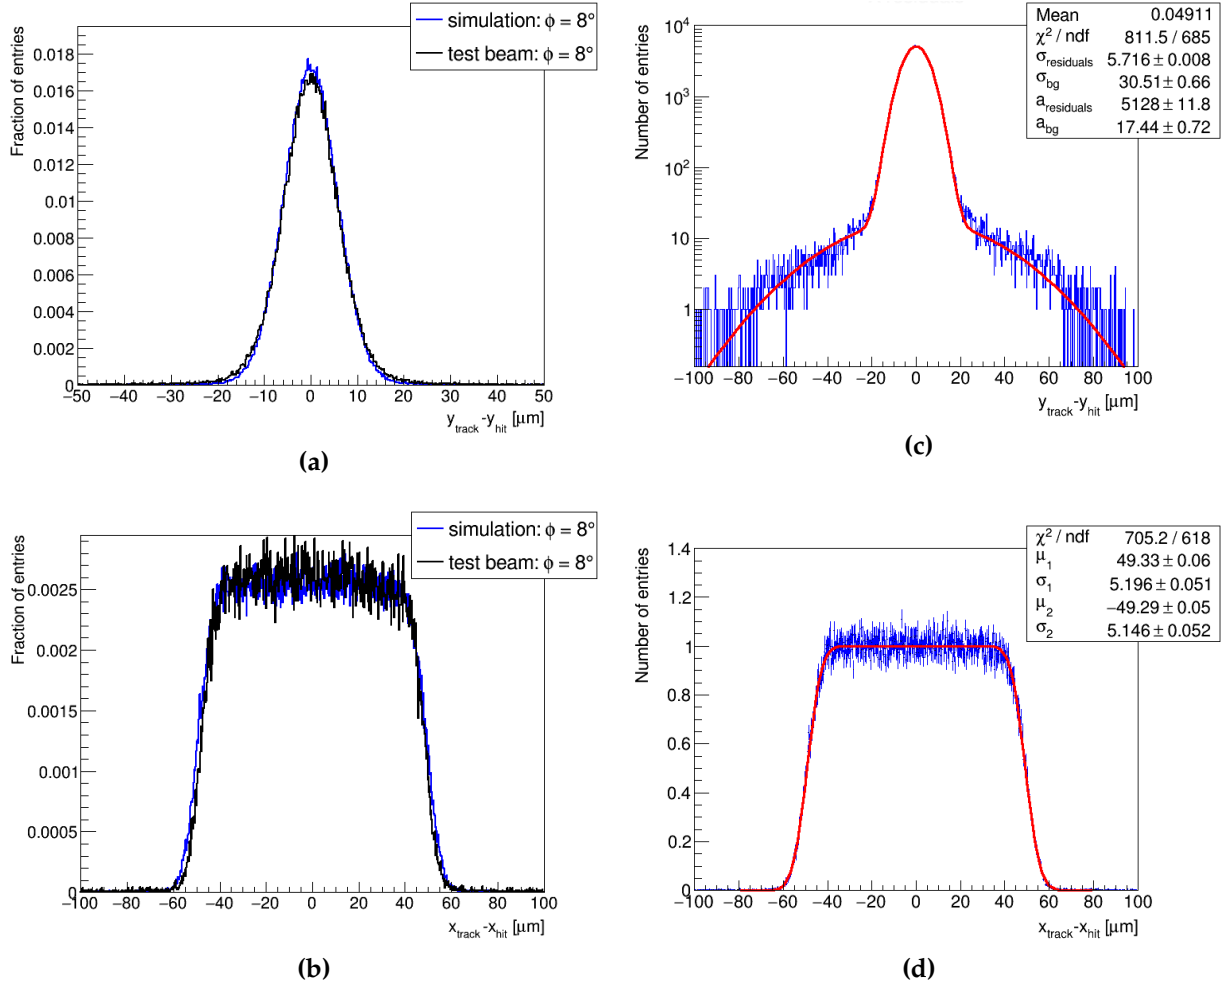 simulation: ϕ = 8°
test beam: ϕ = 8°
Fraction of entries
0.018
0.016
0.014
0.012
0.01
0.008
0.006
0.004
0.002
0
−50 −40 −30 −20 −10 0 10 20 30 40 50
y_track-y_hit [μm]
(a)
Mean 0.04911
χ² / ndf 811.5 / 685
σ_residuals 5.716 ± 0.008
σ_bg 30.51 ± 0.66
a_residuals 5128 ± 11.8
a_bg 17.44 ± 0.72
Number of entries
10⁴
10³
10²
10
1
−100 −80 −60 −40 −20 0 20 40 60 80 100
y_track-y_hit [μm]
(c)
simulation: ϕ = 8°
test beam: ϕ = 8°
Fraction of entries
0.0025
0.002
0.0015
0.001
0.0005
0
−100 −80 −60 −40 −20 0 20 40 60 80 100
x_track-x_hit [μm]
(b)
χ² / ndf 705.2 / 618
μ₁ 49.33 ± 0.06
σ₁ 5.196 ± 0.051
μ₂ −49.29 ± 0.05
σ₂ 5.146 ± 0.052
Number of entries
1.4
1.2
1
0.8
0.6
0.4
0.2
0
−100 −80 −60 −40 −20 0 20 40 60 80 100
x_track-x_hit [μm]
(d)